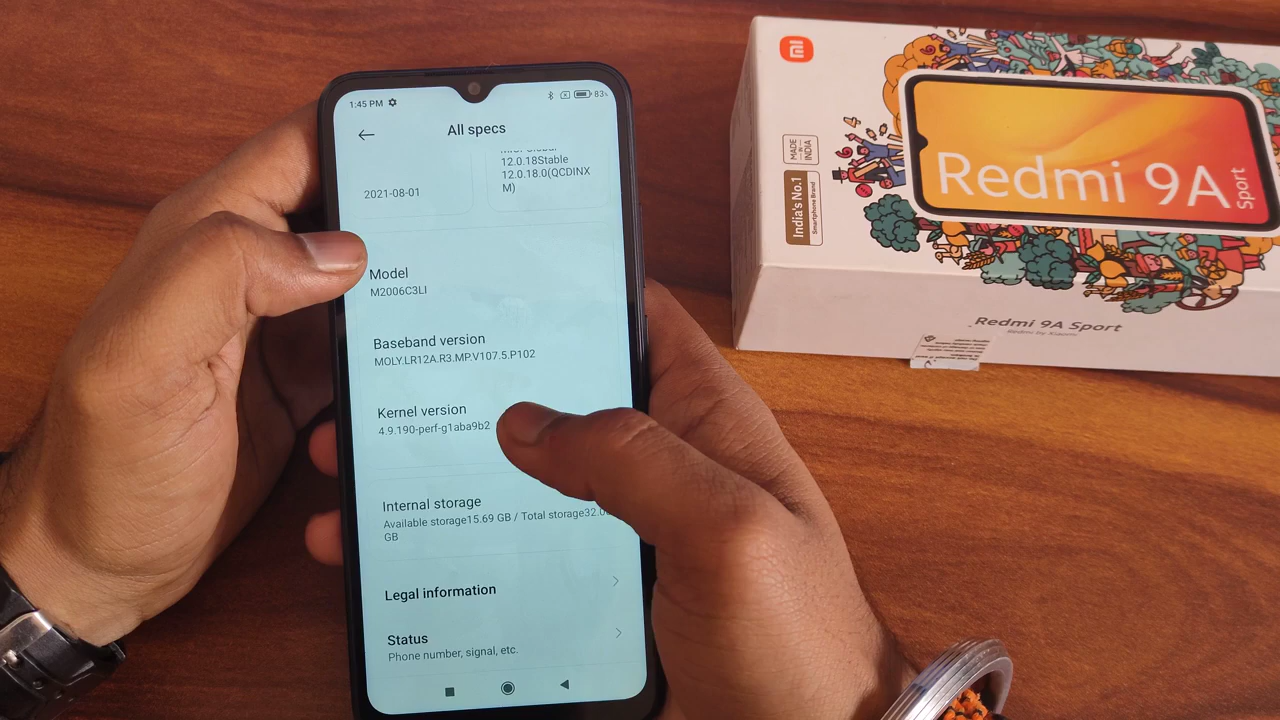 1:45 PM
83%
All specs
2021-08-01
12.0.18Stable
12.0.18.0(QCDINX
M)
Model
M2006C3LI
Baseband version
MOLY.LR12A.R3.MP.V107.5.P102
Kernel version
4.9.190-perf-g1aba9b2
Internal storage
Available storage15.69 GB / Total storage32.0
GB
Legal information
Status
Phone number, signal, etc.
MADE
IN
INDIA
India's No.1
Smartphone Brand
Redmi 9A
Sport
Redmi 9A Sport
Redmi by Xiaomi